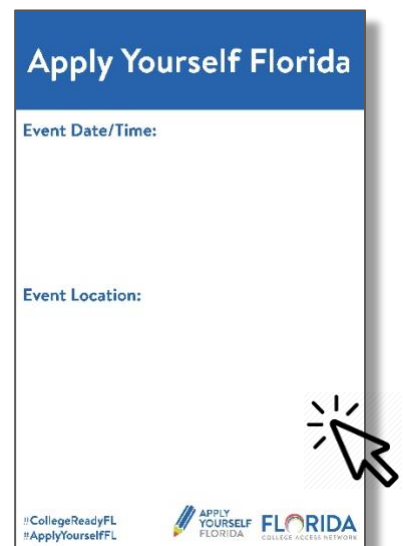 Apply Yourself Florida
Event Date/Time:
Event Location:
#CollegeReadyFL
#ApplyYourselfFL
APPLY
YOURSELF
FLORIDA
FLORIDA
COLLEGE ACCESS NETWORK